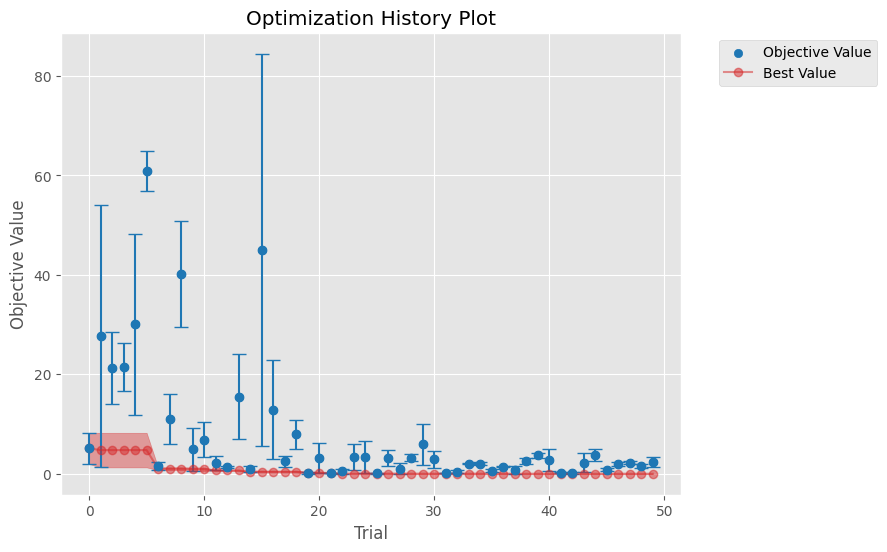 Optimization History Plot
Objective Value
Best Value
Objective Value
80
60
40
20
0
0 10 20 30 40 50
Trial